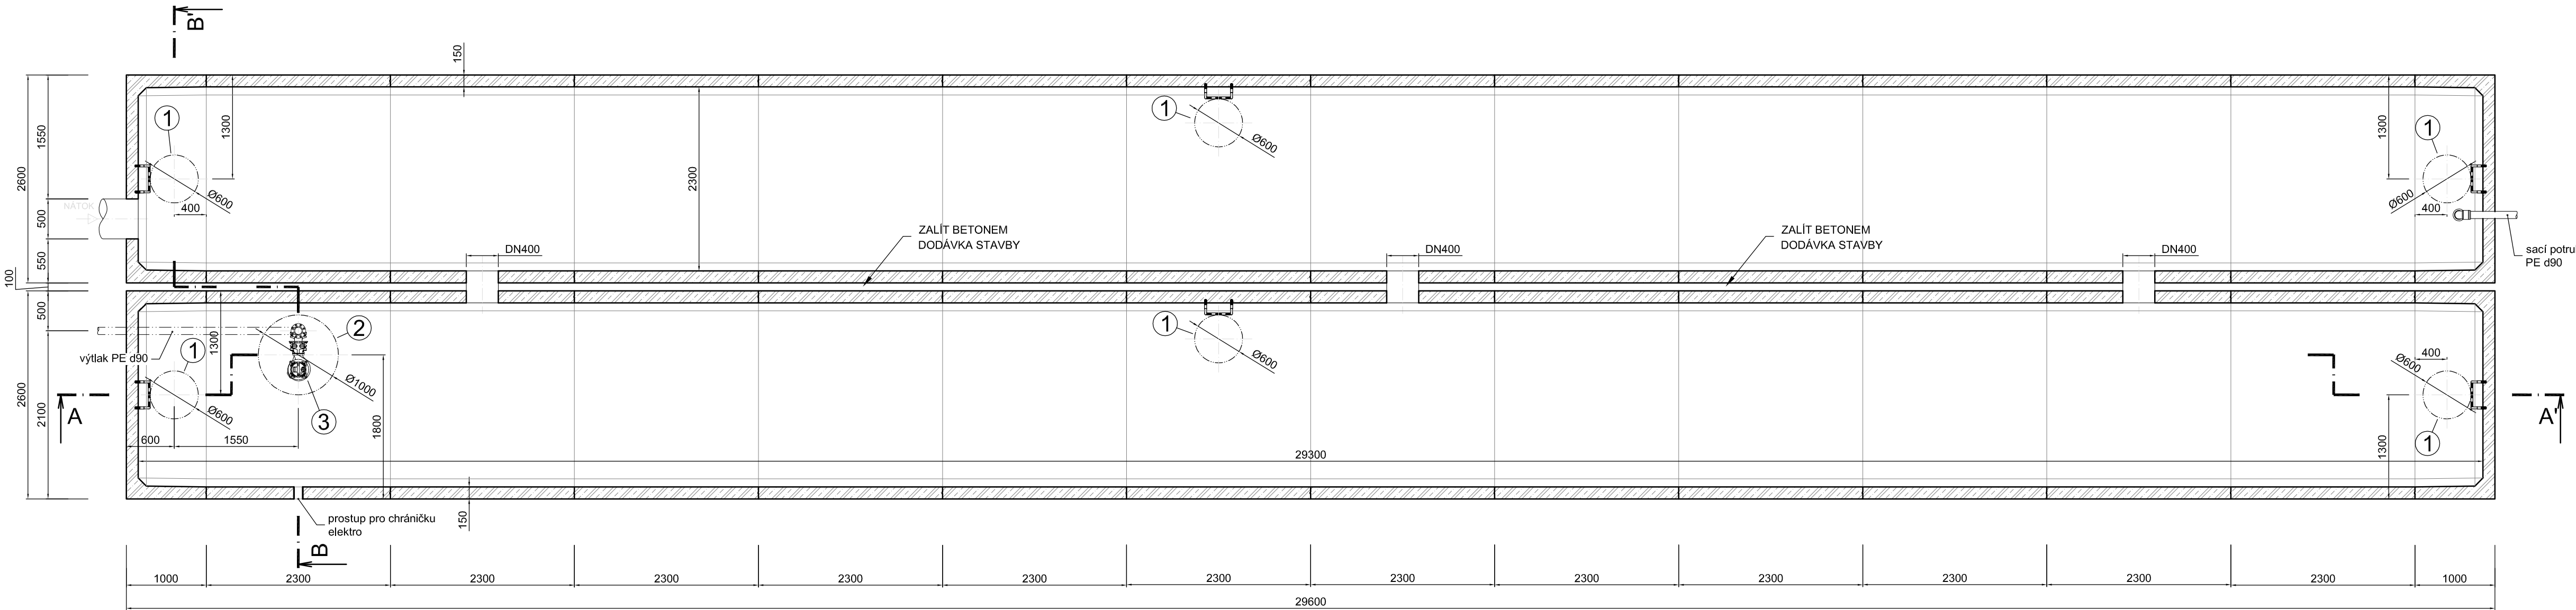 B'
150
2600
1550
500
550
100
1
1300
Ø600
400
NÁTOK
2300
1
Ø600
1
1300
Ø600
400
sací potru
PE d90
ZALÍT BETONEM
DODÁVKA STAVBY
ZALÍT BETONEM
DODÁVKA STAVBY
DN400
DN400
DN400
500
2600
2100
výtlak PE d90
1
1300
2
Ø1000
Ø600
3
1800
600
1550
1
Ø600
400
Ø600
1
1300
A
A'
29300
prostup pro chráničku
elektro
150
B
1000
2300
2300
2300
2300
2300
2300
2300
2300
2300
2300
2300
2300
1000
29600